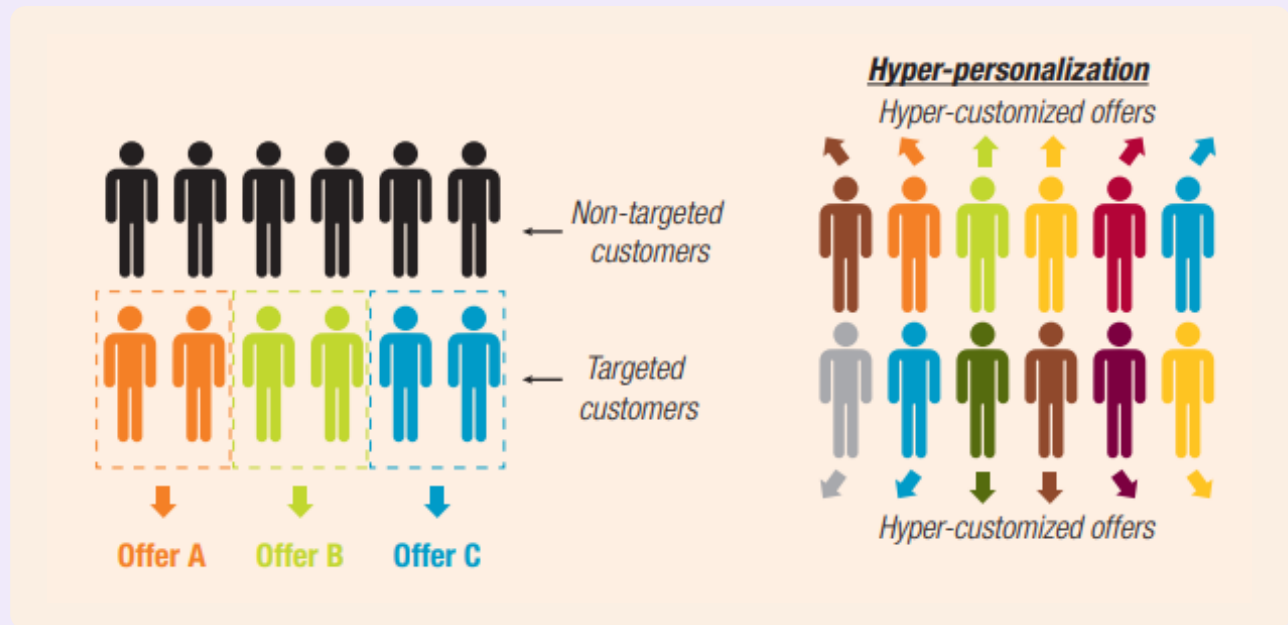 Non-targeted
customers
Targeted
customers
Offer A
Offer B
Offer C
Hyper-personalization
Hyper-customized offers
Hyper-customized offers